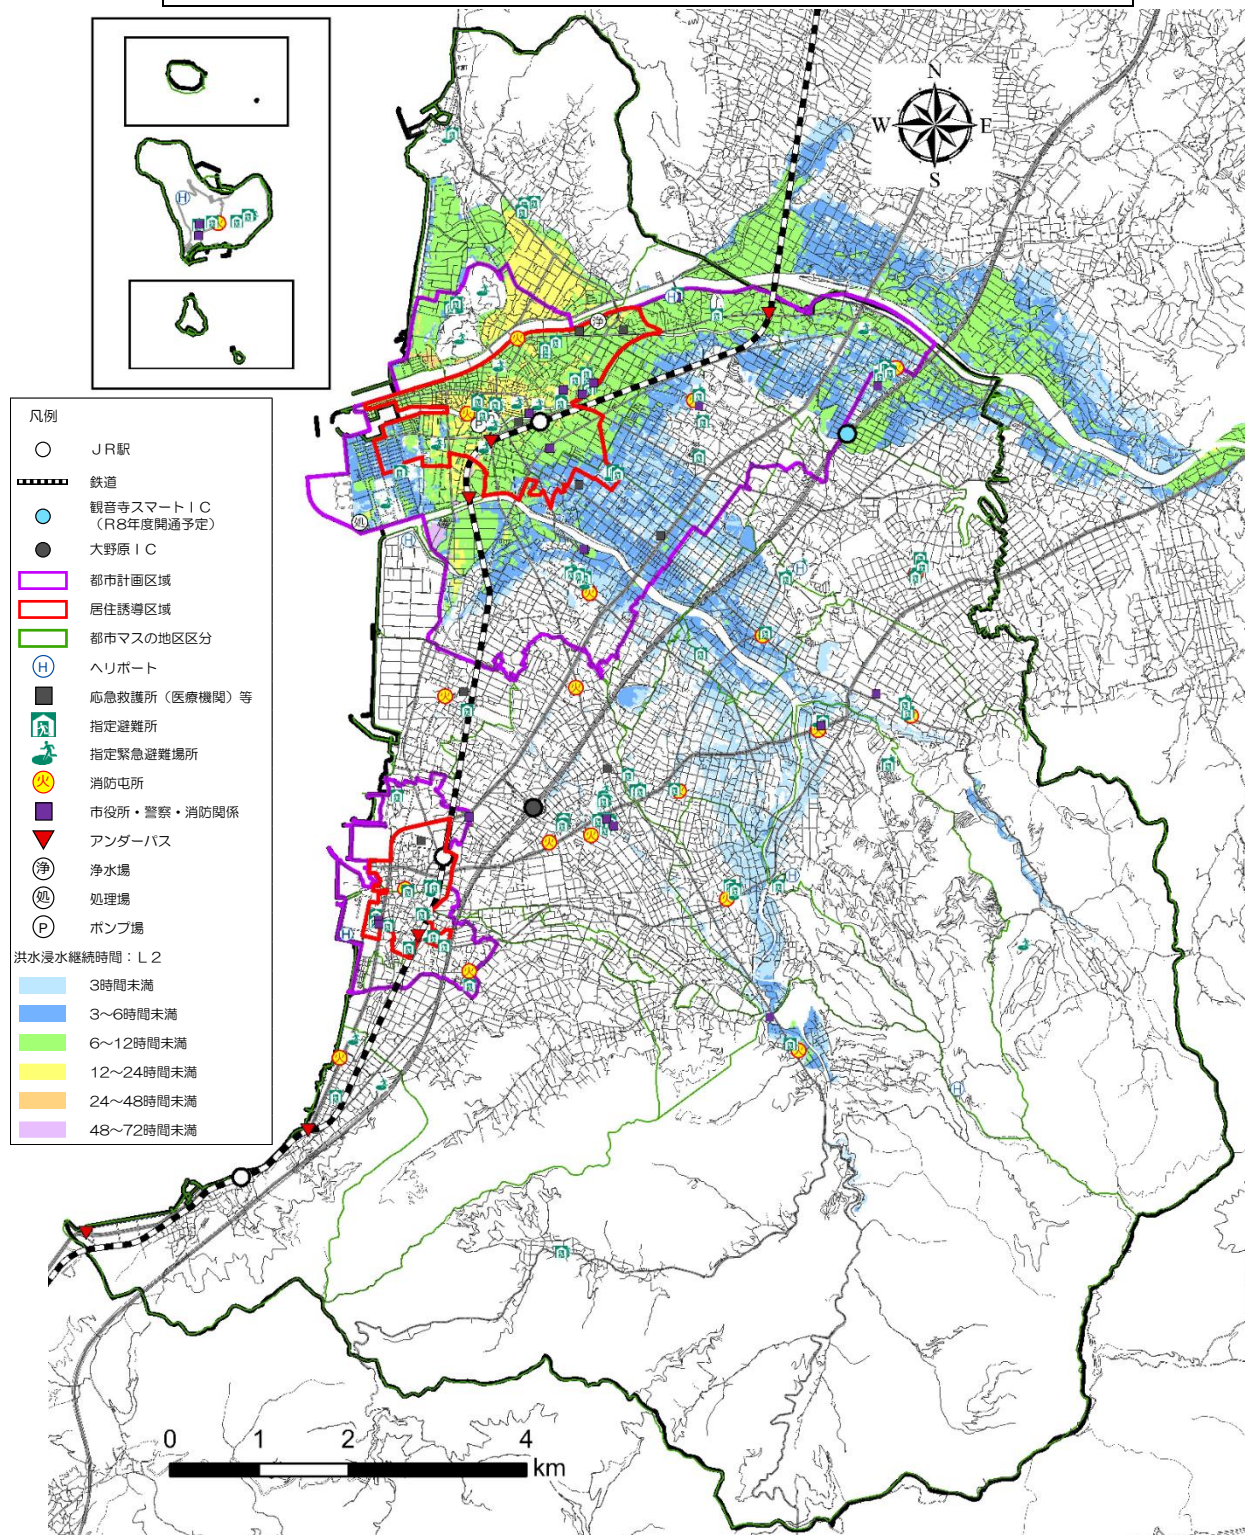 N
W
E
S
凡例
JR駅
鉄道
観音寺スマートIC
(R8年度開通予定)
大野原IC
都市計画区域
居住誘導区域
都市マスの地区区分
H
ヘリポート
応急救護所(医療機関)等
指定避難所
指定緊急避難場所
火
消防屯所
市役所・警察・消防関係
アンダーパス
浄
浄水場
処
処理場
P
ポンプ場
洪水浸水継続時間:L2
3時間未満
3~6時間未満
6~12時間未満
12~24時間未満
24~48時間未満
48~72時間未満
0
1
2
4
km